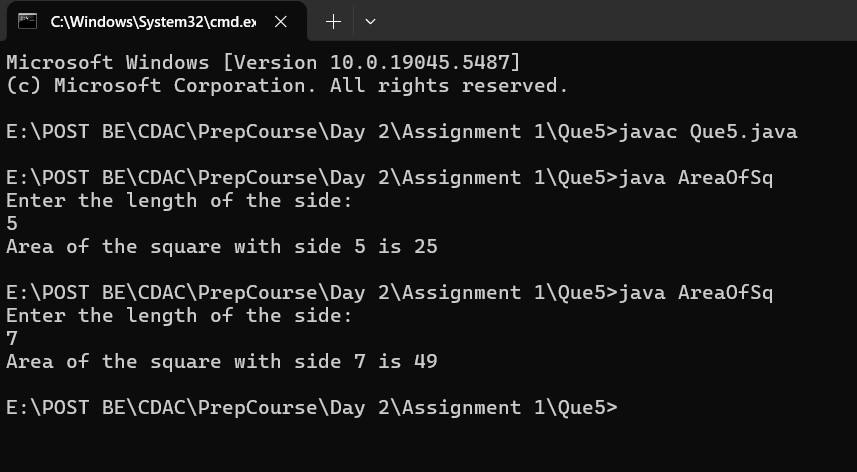 C:\Windows\System32\cmd.ex
Microsoft Windows [Version 10.0.19045.5487]
(c) Microsoft Corporation. All rights reserved.
E:\POST BE\CDAC\PrepCourse\Day 2\Assignment 1\Que5>javac Que5.java
E:\POST BE\CDAC\PrepCourse\Day 2\Assignment 1\Que5>java AreaOfSq
Enter the length of the side:
5
Area of the square with side 5 is 25
E:\POST BE\CDAC\PrepCourse\Day 2\Assignment 1\Que5>java AreaOfSq
Enter the length of the side:
7
Area of the square with side 7 is 49
E:\POST BE\CDAC\PrepCourse\Day 2\Assignment 1\Que5>